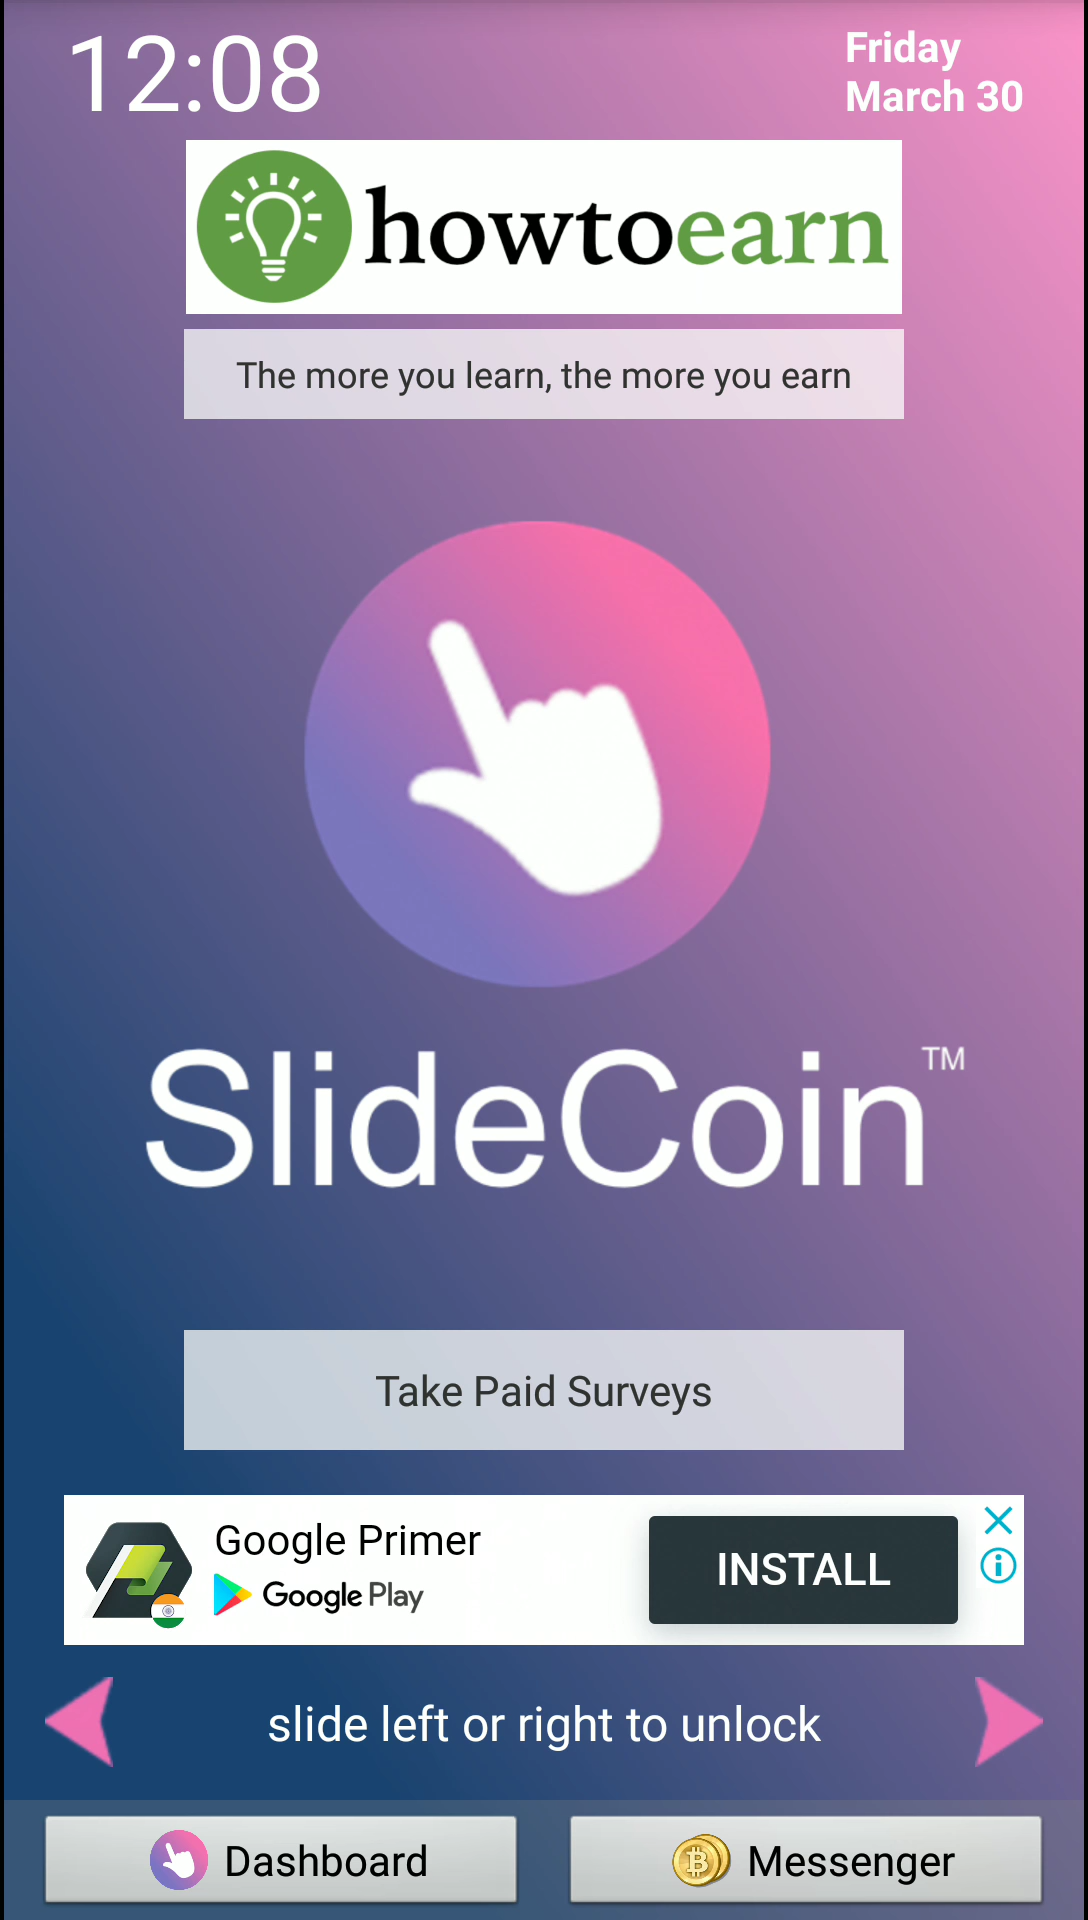 12:08
Friday
March 30
howtoearn
The more you learn, the more you earn
SlideCoin™
Take Paid Surveys
Google Primer
Google Play
INSTALL
slide left or right to unlock
Dashboard
Messenger